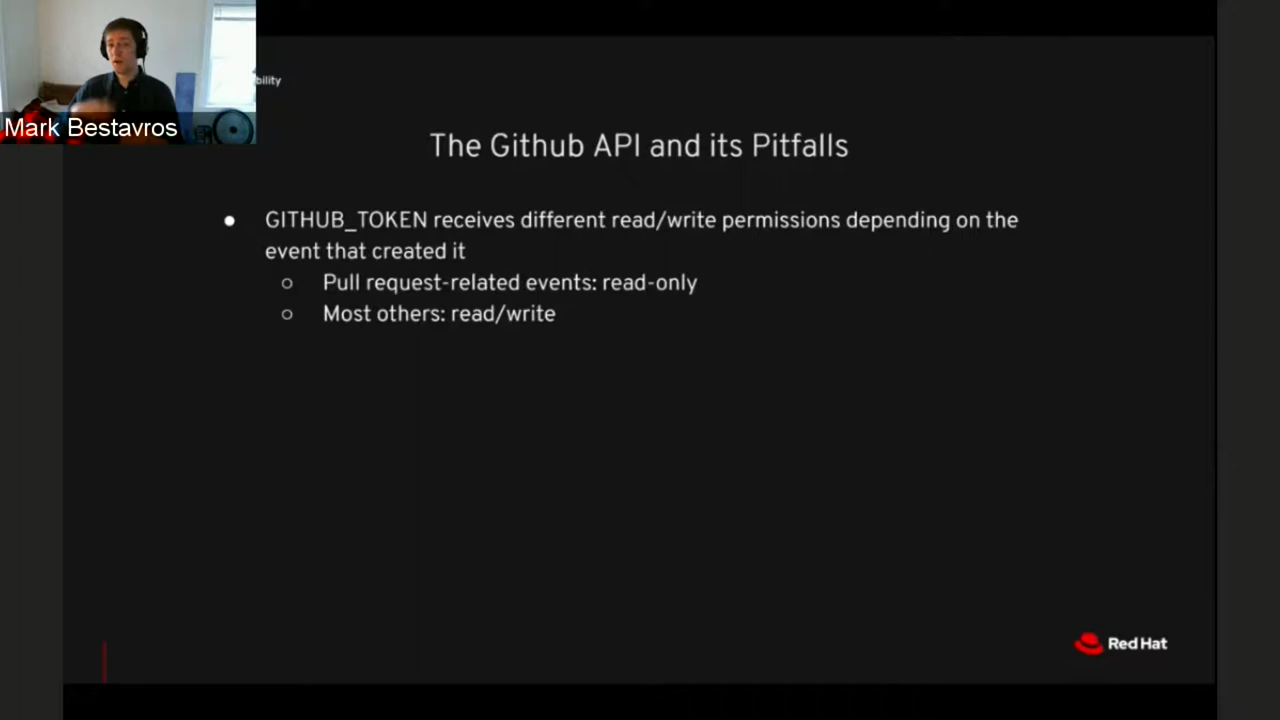 Mark Bestavros
bility
The Github API and its Pitfalls
GITHUB_TOKEN receives different read/write permissions depending on the
event that created it
Pull request-related events: read-only
Most others: read/write
Red Hat